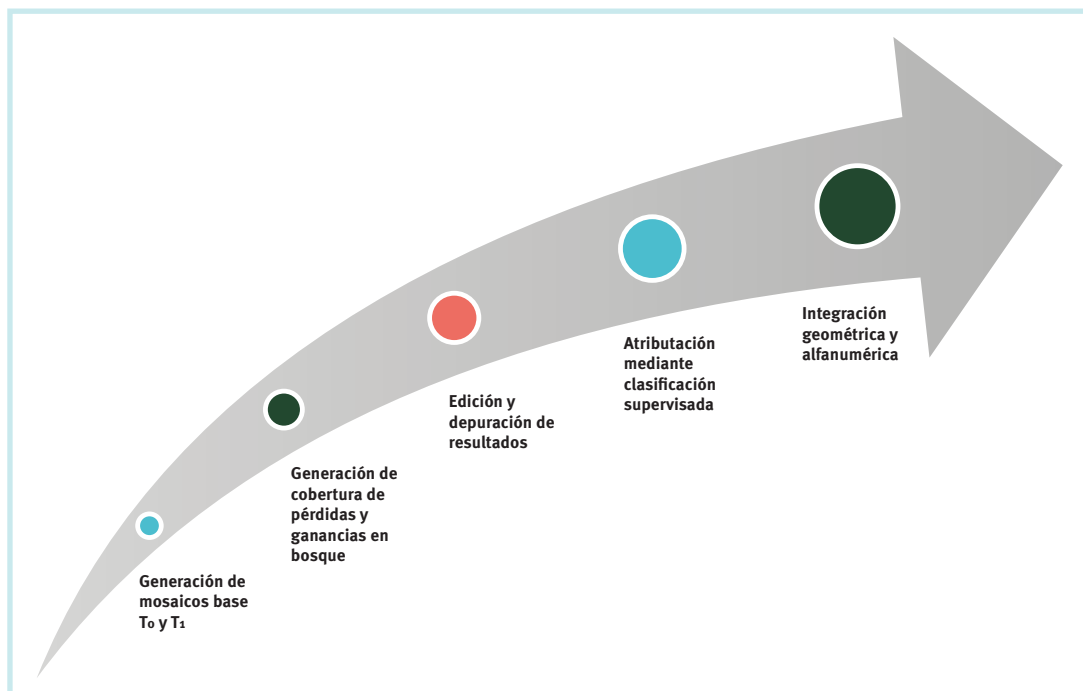 Generación de
mosaicos base
T₀ y T₁
Generación de
cobertura de
pérdidas y
ganancias en
bosque
Edición y
depuración de
resultados
Atributación
mediante
clasificación
supervisada
Integración
geométrica y
alfanumérica